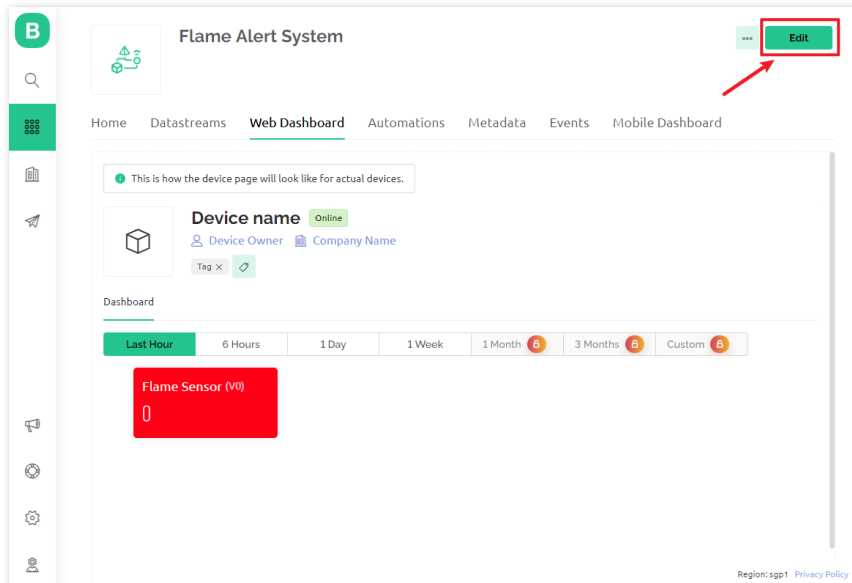 B
Flame Alert System
Edit
Home Datastreams Web Dashboard Automations Metadata Events Mobile Dashboard
This is how the device page will look like for actual devices.
Device name Online
Device Owner Company Name
Tag ×
Dashboard
Last Hour 6 Hours 1 Day 1 Week 1 Month 3 Months Custom
Flame Sensor (V0)
0
Region: sgp1 Privacy Policy